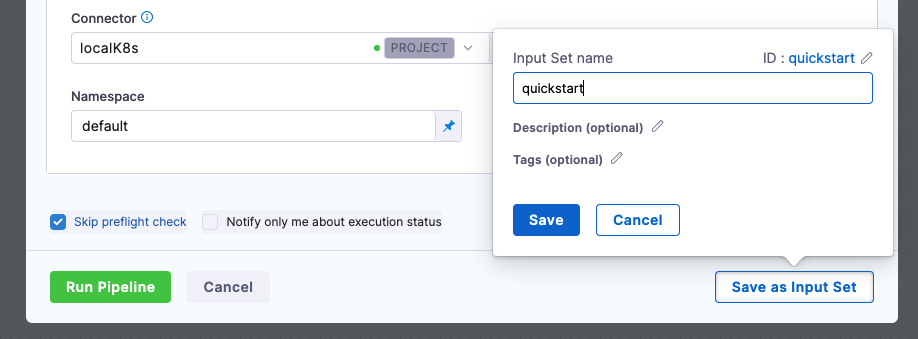 Connector
localK8s
PROJECT
Namespace
default
Skip preflight check
Notify only me about execution status
Run Pipeline
Cancel
Input Set name
ID : quickstart
quickstart
Description (optional)
Tags (optional)
Save
Cancel
Save as Input Set